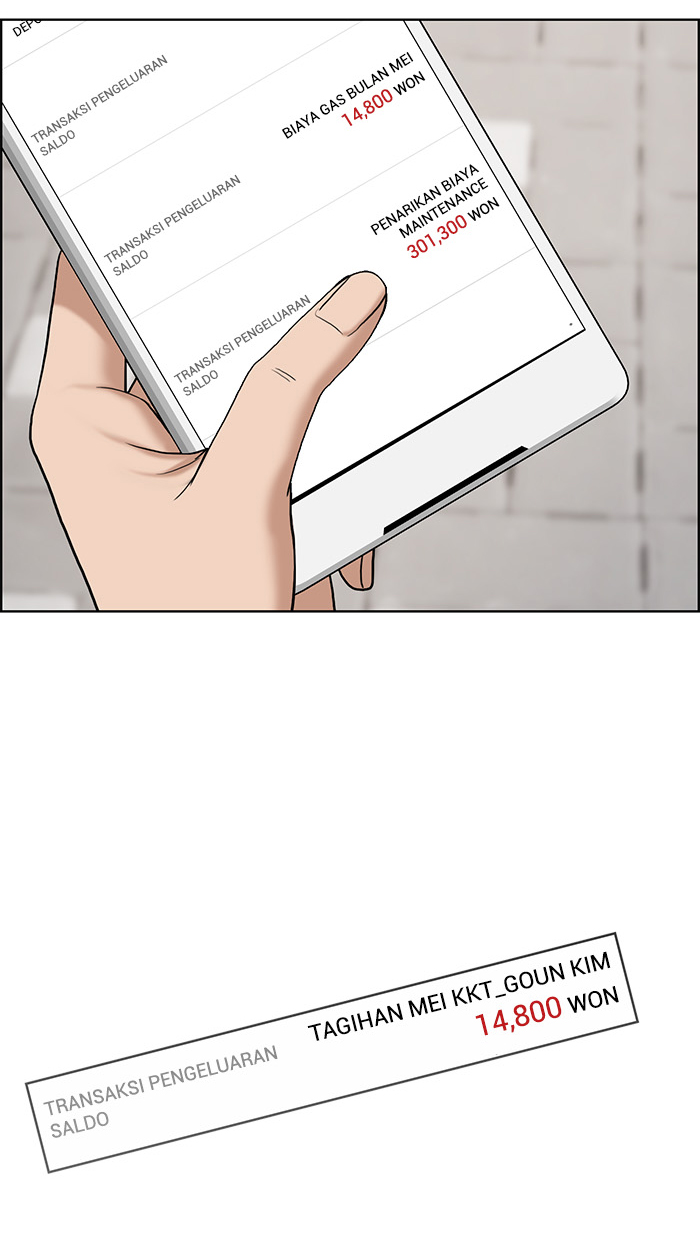 TRANSAKSI PENGELUARAN
SALDO
BIAYA GAS BULAN MEI
14,800 WON
TRANSAKSI PENGELUARAN
SALDO
PENARIKAN BIAYA
MAINTENANCE
301,300 WON
TRANSAKSI PENGELUARAN
SALDO
TAGIHAN MEI KKT_GOUN KIM
14,800 WON
TRANSAKSI PENGELUARAN
SALDO